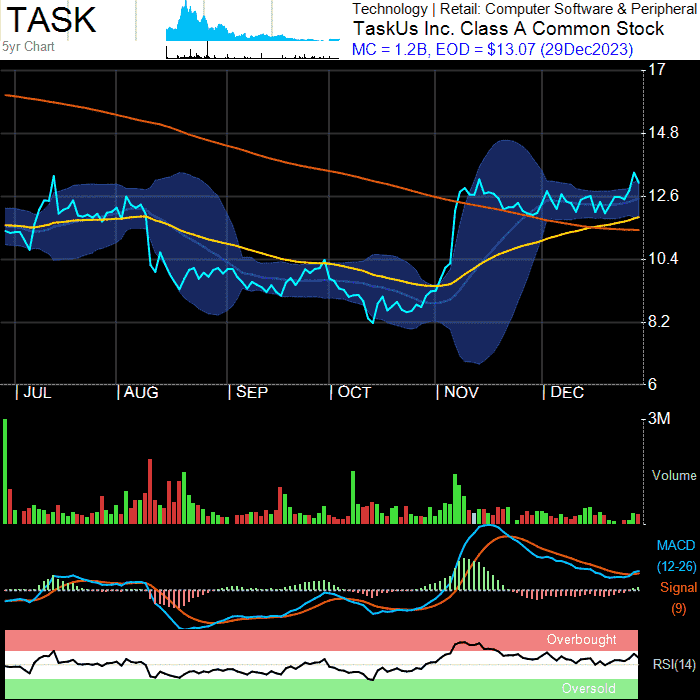 TASK
5yr Chart
Technology | Retail: Computer Software & Peripheral
TaskUs Inc. Class A Common Stock
MC = 1.2B, EOD = $13.07 (29Dec2023)
17
14.8
12.6
10.4
8.2
6
| JUL | AUG | SEP | OCT | NOV | DEC
3M
Volume
MACD
(12-26)
Signal
(9)
Overbought
RSI(14)
Oversold